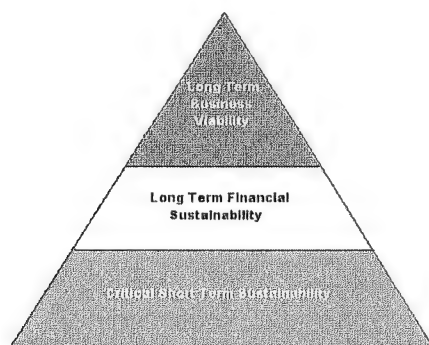 Long Term
Business
Viability
Long Term Financial
Sustainability
Critical Short Term Sustainability